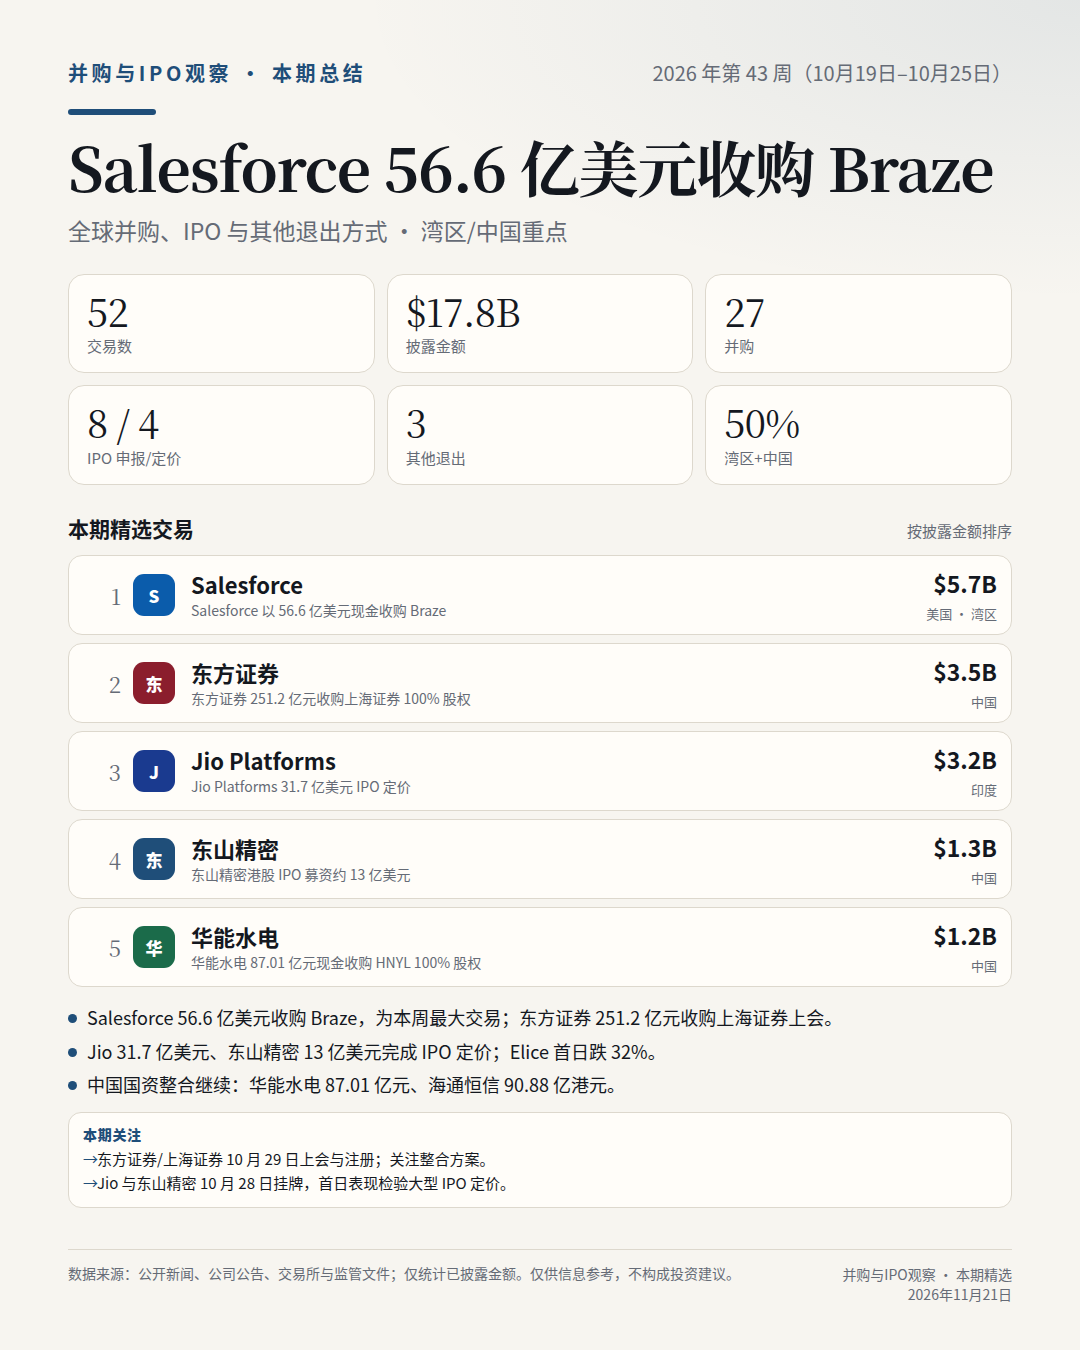 并购与IPO观察 · 本期总结
2026 年第 43 周（10月19日–10月25日）
Salesforce 56.6 亿美元收购 Braze
全球并购、IPO 与其他退出方式 · 湾区/中国重点
52
交易数
$17.8B
披露金额
27
并购
8 / 4
IPO 申报/定价
3
其他退出
50%
湾区+中国
本期精选交易
按披露金额排序
1
S
Salesforce
Salesforce 以 56.6 亿美元现金收购 Braze
$5.7B
美国 · 湾区
2
东
东方证券
东方证券 251.2 亿元收购上海证券 100% 股权
$3.5B
中国
3
J
Jio Platforms
Jio Platforms 31.7 亿美元 IPO 定价
$3.2B
印度
4
东
东山精密
东山精密港股 IPO 募资约 13 亿美元
$1.3B
中国
5
华
华能水电
华能水电 87.01 亿元现金收购 HNYL 100% 股权
$1.2B
中国
Salesforce 56.6 亿美元收购 Braze，为本周最大交易；东方证券 251.2 亿元收购上海证券上会。
Jio 31.7 亿美元、东山精密 13 亿美元完成 IPO 定价；Elice 首日跌 32%。
中国国资整合继续：华能水电 87.01 亿元、海通恒信 90.88 亿港元。
本期关注
→东方证券/上海证券 10 月 29 日上会与注册；关注整合方案。
→Jio 与东山精密 10 月 28 日挂牌，首日表现检验大型 IPO 定价。
数据来源：公开新闻、公司公告、交易所与监管文件；仅统计已披露金额。仅供信息参考，不构成投资建议。
并购与IPO观察 · 本期精选
2026年11月21日